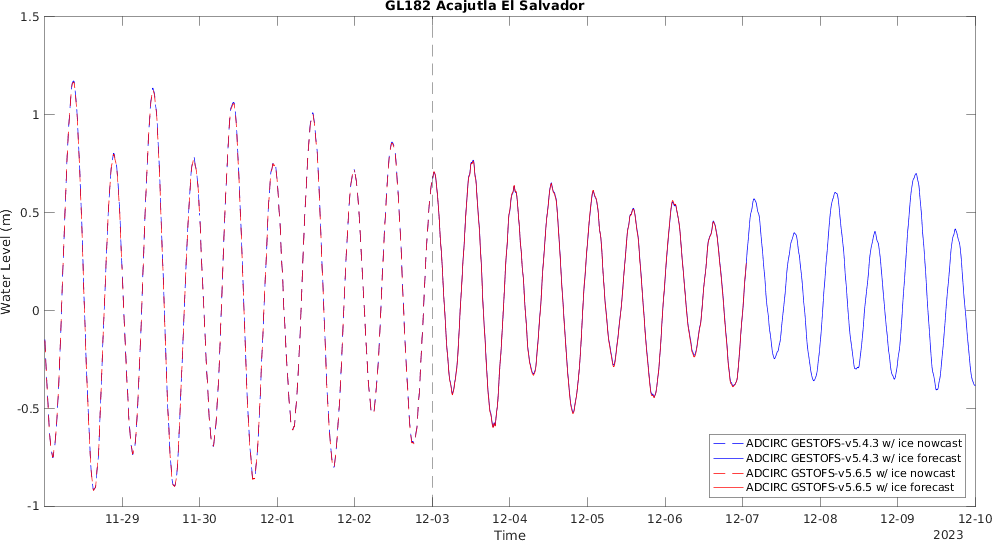 GL182 Acajutla El Salvador
1.5
1
0.5
0
-0.5
-1
Water Level (m)
11-29 11-30 12-01 12-02 12-03 12-04 12-05 12-06 12-07 12-08 12-09 12-10
Time
2023
ADCIRC GESTOFS-v5.4.3 w/ ice nowcast
ADCIRC GESTOFS-v5.4.3 w/ ice forecast
ADCIRC GSTOFS-v5.6.5 w/ ice nowcast
ADCIRC GSTOFS-v5.6.5 w/ ice forecast